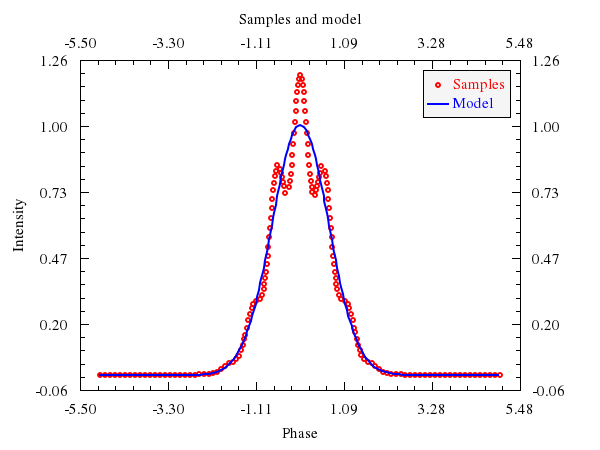 Samples and model
-5.50 -3.30 -1.11 1.09 3.28 5.48
1.26 1.26
Samples
Model
1.00 1.00
0.73 0.73
Intensity
0.47 0.47
0.20 0.20
-0.06 -0.06
-5.50 -3.30 -1.11 1.09 3.28 5.48
Phase